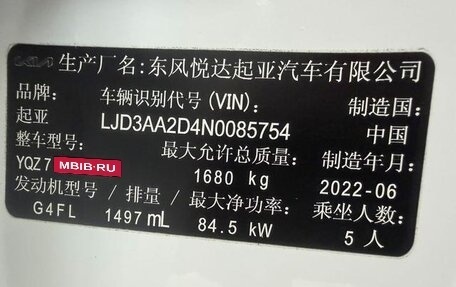 KIA 生产厂名:东风悦达起亚汽车有限公司
品牌: 车辆识别代号(VIN): 制造国:
起亚 LJD3AA2D4N0085754 中国
整车型号: 最大允许总质量: 制造年月:
YQZ7 MBIB.RU 1680 kg 2022-06
发动机型号/排量/最大净功率: 乘坐人数:
G4FL 1497mL 84.5 kW 5人